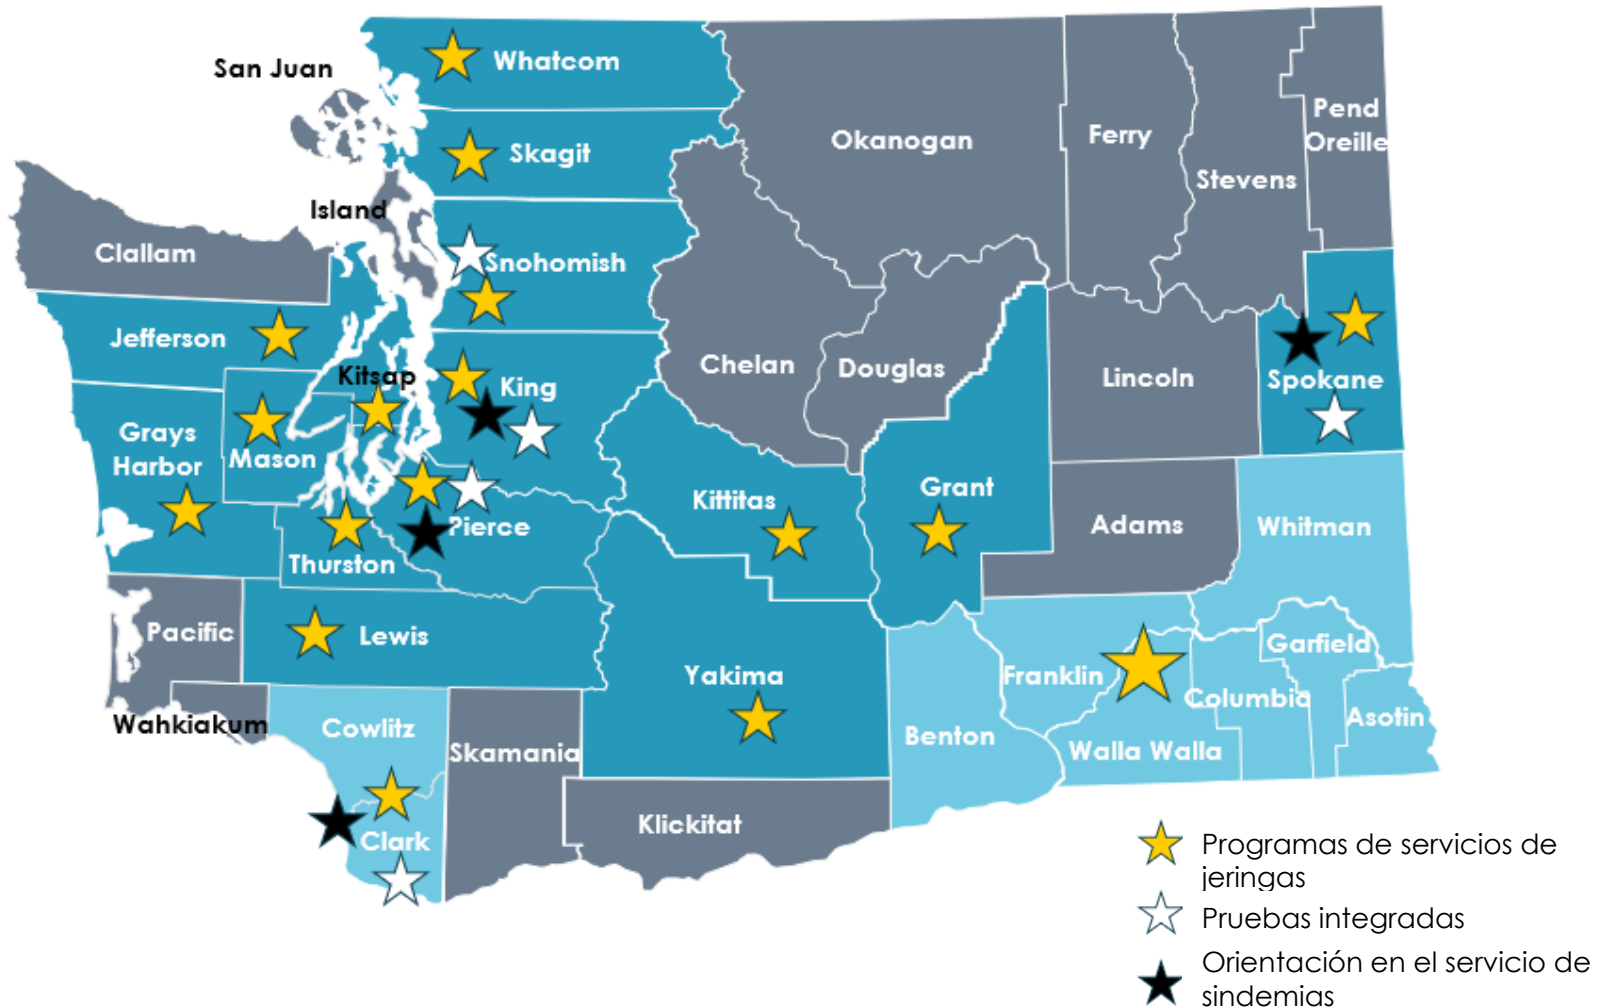 Whatcom
San Juan
Skagit
Okanogan
Ferry
Pend
Oreille
Stevens
Island
Clallam
Snohomish
Jefferson
Kitsap
King
Chelan
Douglas
Lincoln
Spokane
Grays
Harbor
Mason
Kittitas
Grant
Adams
Whitman
Pierce
Thurston
Pacific
Lewis
Yakima
Franklin
Garfield
Columbia
Asotin
Wahkiakum
Cowlitz
Skamania
Benton
Walla Walla
Klickitat
Clark
Programas de servicios de
jeringas
Pruebas integradas
Orientación en el servicio de
sindemias